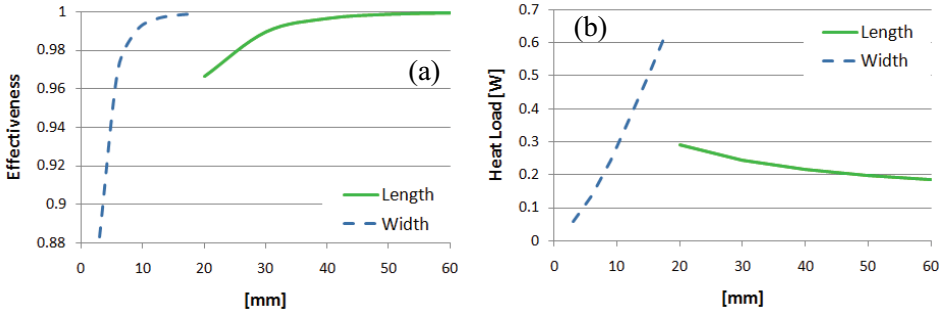 1
0.98
0.96
0.94
0.92
0.9
0.88
Effectiveness
(a)
Length
Width
0 10 20 30 40 50 60
[mm]
0.7
0.6
0.5
0.4
0.3
0.2
0.1
0
Heat Load [W]
(b)
Length
Width
0 10 20 30 40 50 60
[mm]